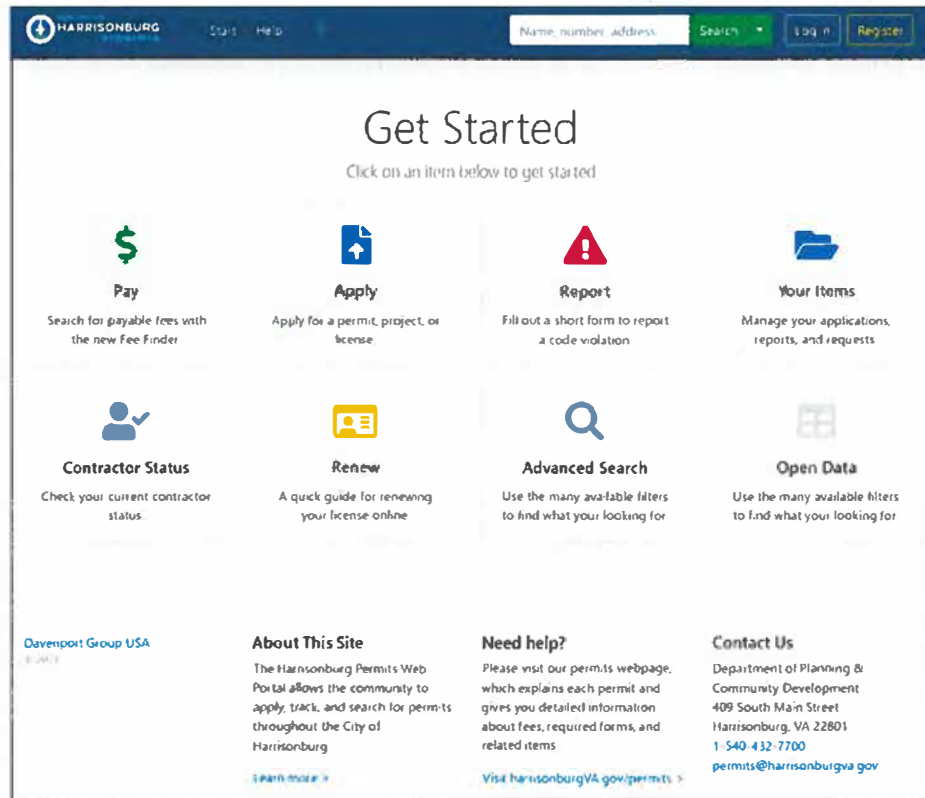 HARRISONBURG
VIRGINIA
Start Help
Name, number, address
Search
Log In
Register
Get Started
Click on an item below to get started
Pay
Search for payable fees with
the new Fee Finder
Apply
Apply for a permit, project, or
license
Report
Fill out a short form to report
a code violation
Your Items
Manage your applications,
reports, and requests
Contractor Status
Check your current contractor
status.
Renew
A quick guide for renewing
your license online
Advanced Search
Use the many available filters
to find what your looking for
Open Data
Use the many available filters
to find what your looking for
Davenport Group USA
About This Site
The Harrisonburg Permits Web
Portal allows the community to
apply, track, and search for permits
throughout the City of
Harrisonburg
Learn more >
Need help?
Please visit our permits webpage,
which explains each permit and
gives you detailed information
about fees, required forms, and
related items
Visit harrisonburgVA.gov/permits >
Contact Us
Department of Planning &
Community Development
409 South Main Street
Harrisonburg, VA 22801
1-540-432-7700
permits@harrisonburgva.gov